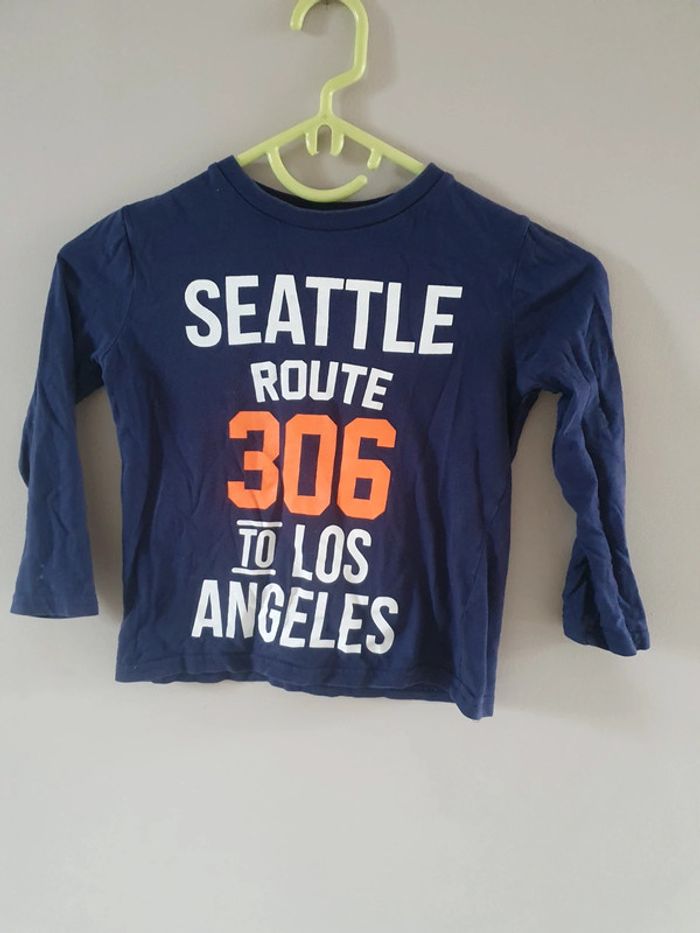 SEATTLE
ROUTE
306
TO LOS
ANGELES